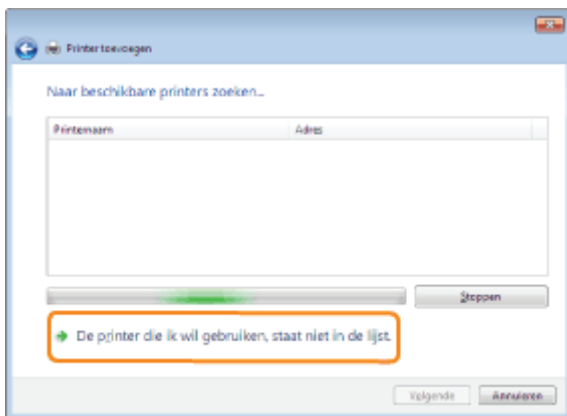 Printer toevoegen
Naar beschikbare printers zoeken...
Printernaam Adres
Stoppen
De printer die ik wil gebruiken, staat niet in de lijst.
Volgende Annuleren